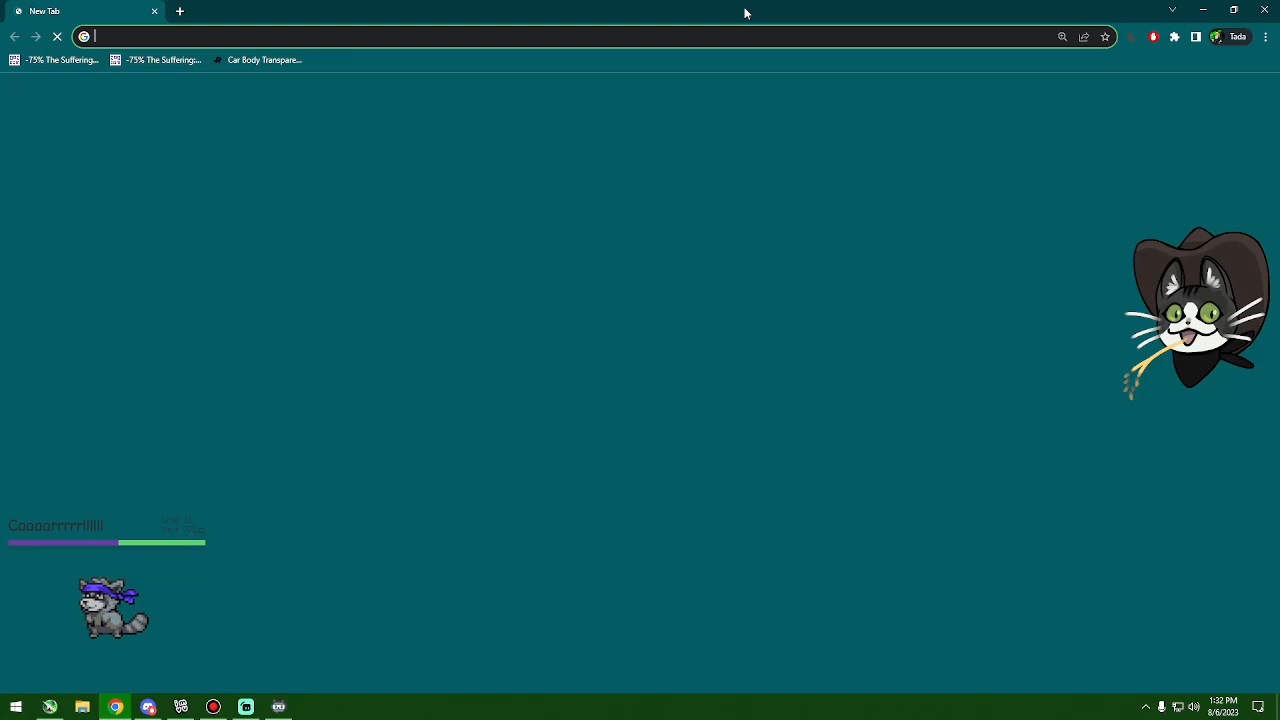 New Tab
-75% The Suffering... -75% The Suffering:... Car Body Transpare...
Tada
Caaaarrrrrllllll
1:32 PM
8/6/2023